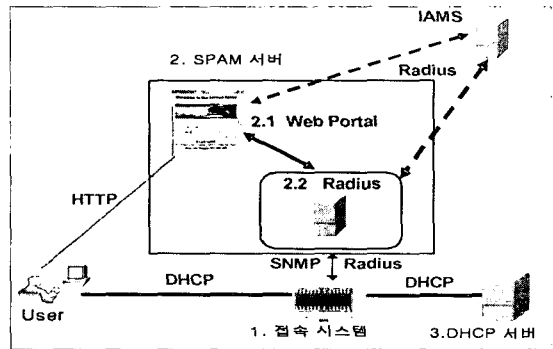 IAMS
2. SPAM 서버
Radius
2.1 Web Portal
2.2 Radius
HTTP
SNMP Radius
DHCP
DHCP
User
1. 접속 시스템
3.DHCP 서버